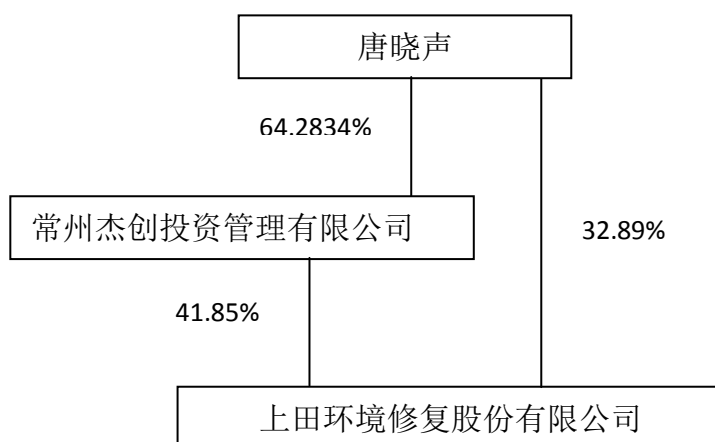 唐晓声
64.2834%
常州杰创投资管理有限公司
32.89%
41.85%
上田环境修复股份有限公司